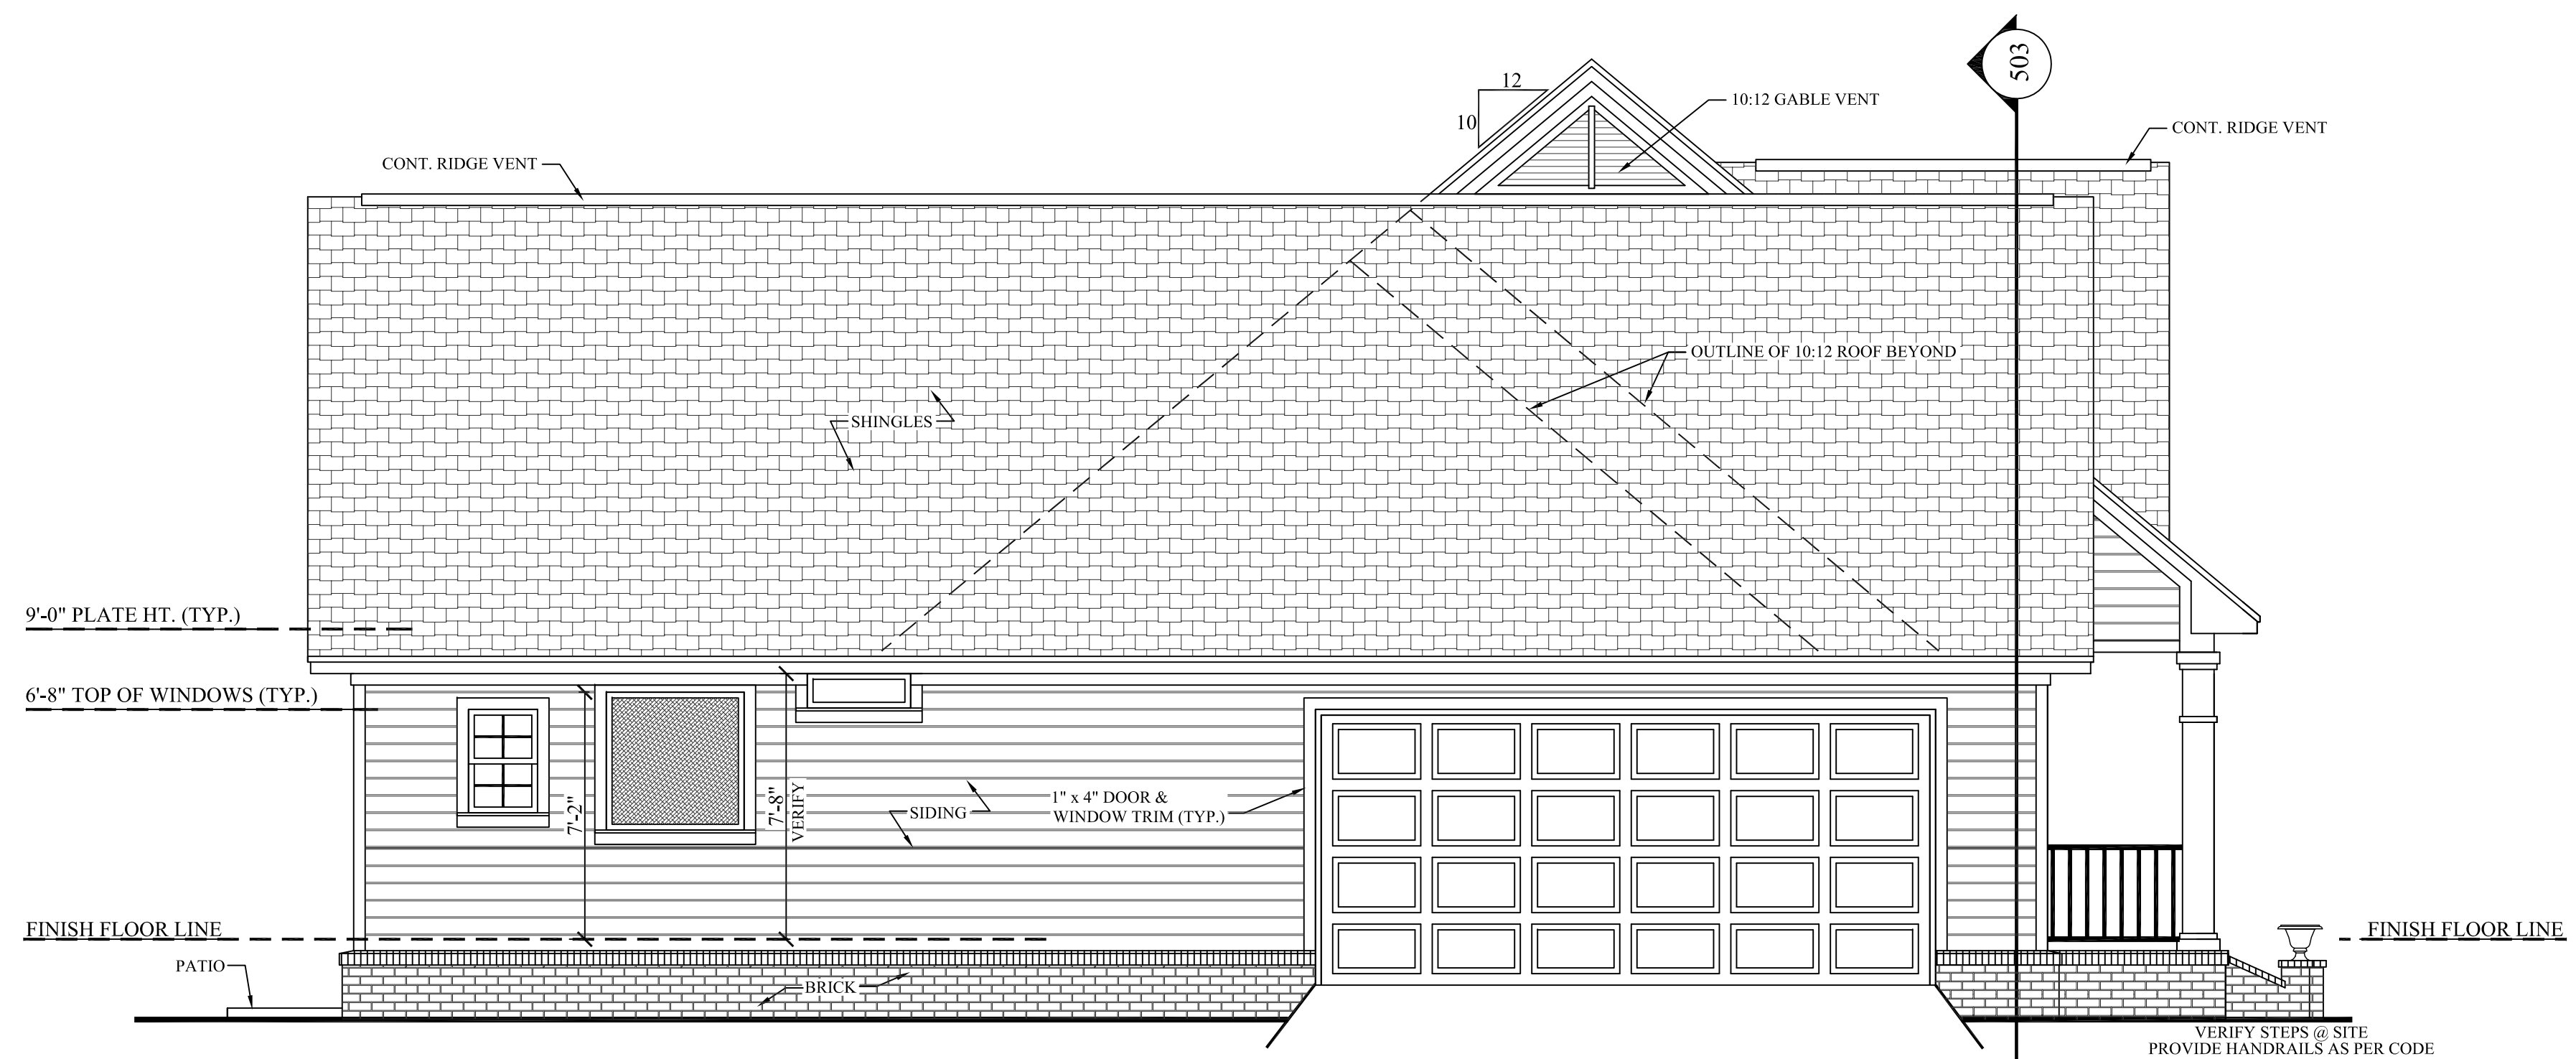 503
12
10
10:12 GABLE VENT
CONT. RIDGE VENT
CONT. RIDGE VENT
OUTLINE OF 10:12 ROOF BEYOND
SHINGLES
9'-0" PLATE HT. (TYP.)
6'-8" TOP OF WINDOWS (TYP.)
7'-2"
7'-8"
VERIFY
SIDING
1" x 4" DOOR &
WINDOW TRIM (TYP.)
FINISH FLOOR LINE
FINISH FLOOR LINE
PATIO
BRICK
VERIFY STEPS @ SITE
PROVIDE HANDRAILS AS PER CODE